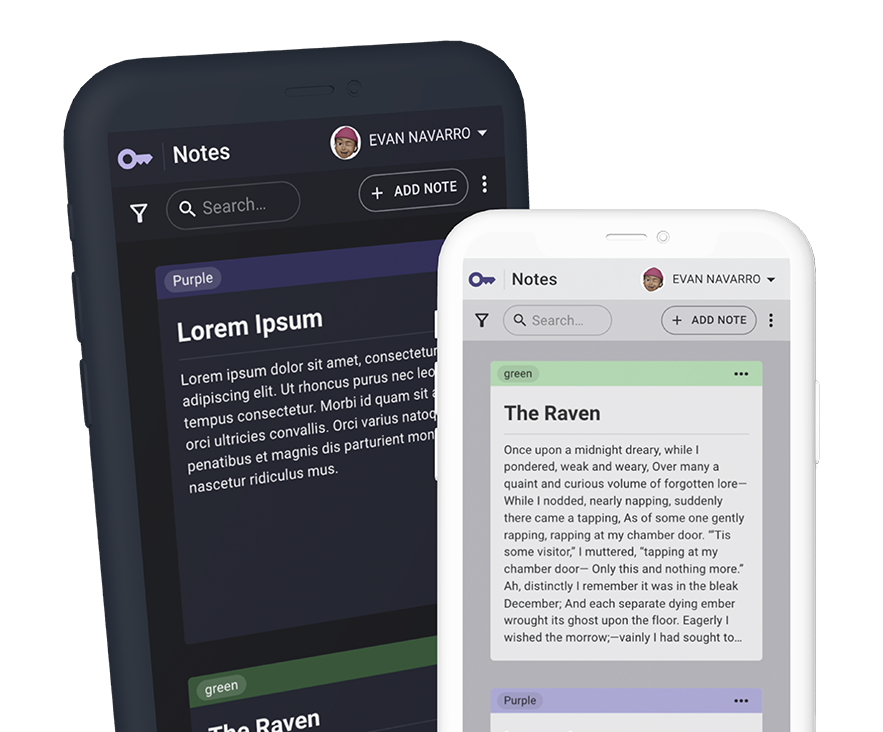 Notes
EVAN NAVARRO
Search...
+ ADD NOTE
Purple
Lorem Ipsum
Lorem ipsum dolor sit amet, consectetur
adipiscing elit. Ut rhoncus purus nec leo
tempus consectetur. Morbi id quam sit a
orci ultricies convallis. Orci varius natoq
penatibus et magnis dis parturient mon
nascetur ridiculus mus.
green
The Raven
Notes
EVAN NAVARRO
Search...
+ ADD NOTE
green
The Raven
Once upon a midnight dreary, while I
pondered, weak and weary, Over many a
quaint and curious volume of forgotten lore—
While I nodded, nearly napping, suddenly
there came a tapping, As of some one gently
rapping, rapping at my chamber door. “'Tis
some visitor,” I muttered, “tapping at my
chamber door— Only this and nothing more.”
Ah, distinctly I remember it was in the bleak
December; And each separate dying ember
wrought its ghost upon the floor. Eagerly I
wished the morrow;—vainly I had sought to…
Purple